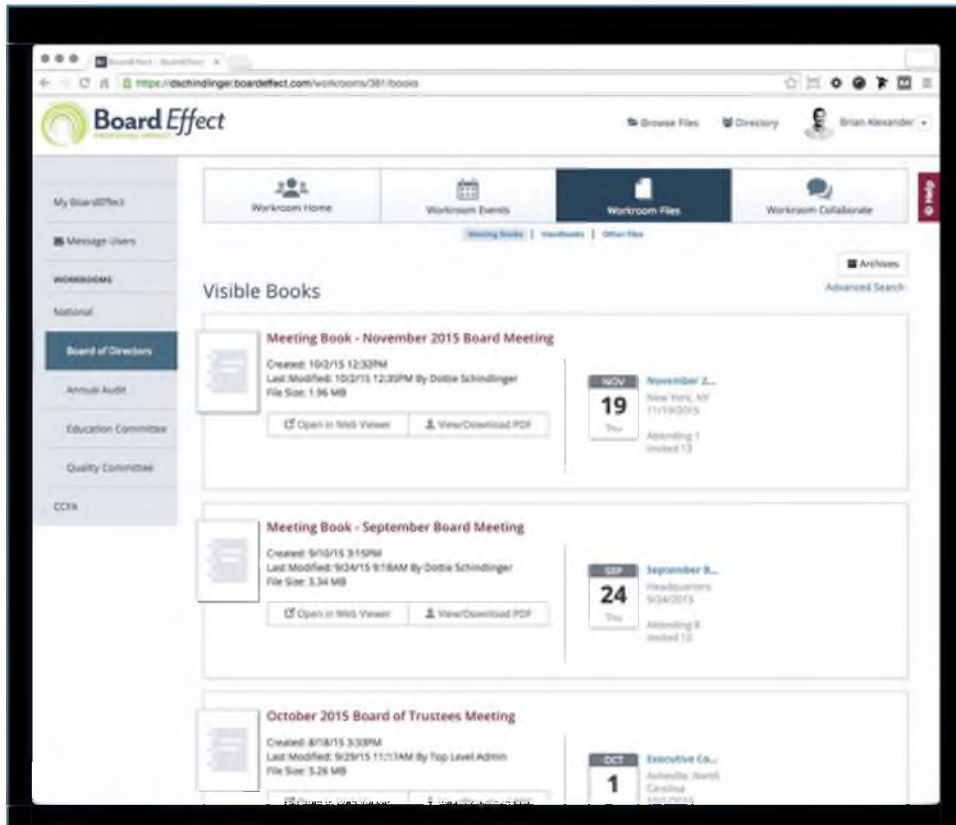 https://dschindlinger.boardeffect.com/workrooms/361/books
Board Effect
Browse Files
Directory
Brian Alexander
Help
My BoardEffect
Message Users
WORKROOMS
National
Board of Directors
Annual Audit
Education Committee
Quality Committee
CCFA
Workroom Home
Workroom Events
Workroom Files
Workroom Collaborate
Meeting Books | Handbooks | Other Files
Archives
Advanced Search
Visible Books
Meeting Book - November 2015 Board Meeting
Created: 10/2/15 12:32PM
Last Modified: 10/2/15 12:35PM By Dottie Schindlinger
File Size: 1.96 MB
Open in Web Viewer
View/Download PDF
NOV
19
Thu
November 2...
New York, NY
11/19/2015
Attending 1
Invited 13
Meeting Book - September Board Meeting
Created: 9/10/15 3:15PM
Last Modified: 9/24/15 9:18AM By Dottie Schindlinger
File Size: 3.34 MB
Open in Web Viewer
View/Download PDF
SEP
24
Thu
September B...
Headquarters
9/24/2015
Attending 8
Invited 13
October 2015 Board of Trustees Meeting
Created: 8/18/15 3:33PM
Last Modified: 9/29/15 11:17AM By Top Level Admin
File Size: 3.26 MB
OCT
1
Executive Co...
Asheville, North
Carolina